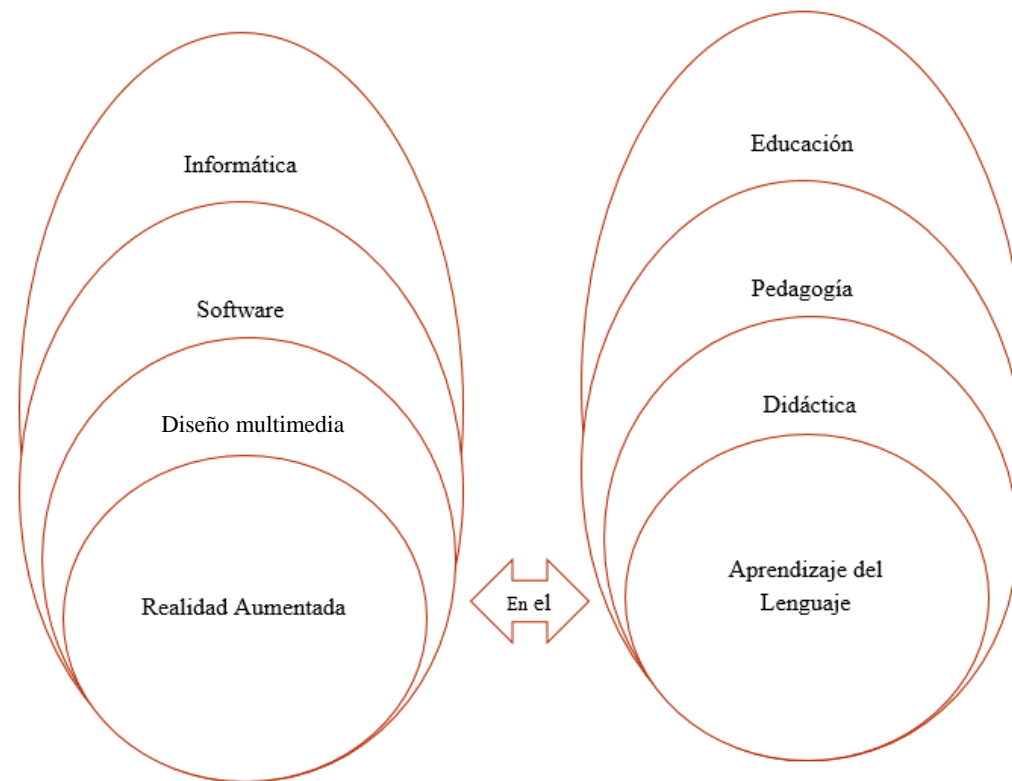 Informática
Software
Diseño multimedia
Realidad Aumentada
En el
Educación
Pedagogía
Didáctica
Aprendizaje del
Lenguaje